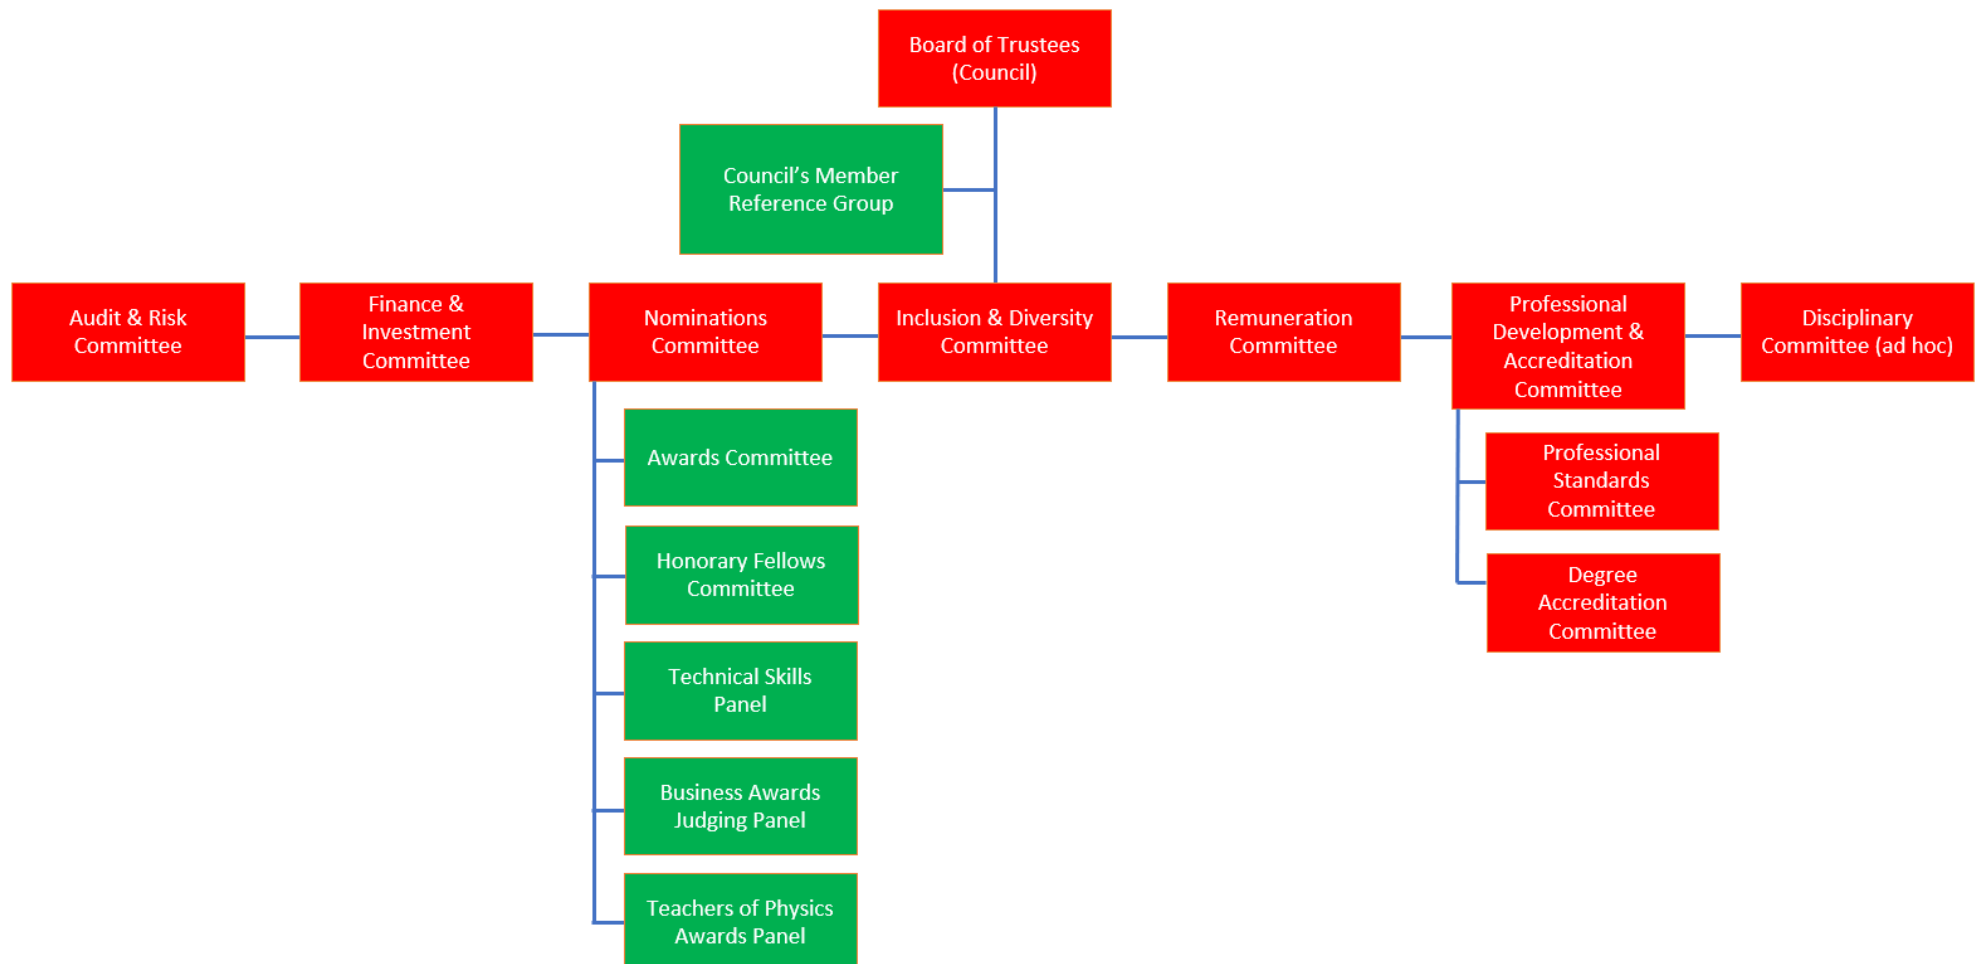 Board of Trustees
(Council)
Council’s Member
Reference Group
Audit & Risk
Committee
Finance &
Investment
Committee
Nominations
Committee
Inclusion & Diversity
Committee
Remuneration
Committee
Professional
Development &
Accreditation
Committee
Disciplinary
Committee (ad hoc)
Awards Committee
Honorary Fellows
Committee
Technical Skills
Panel
Business Awards
Judging Panel
Teachers of Physics
Awards Panel
Professional
Standards
Committee
Degree
Accreditation
Committee